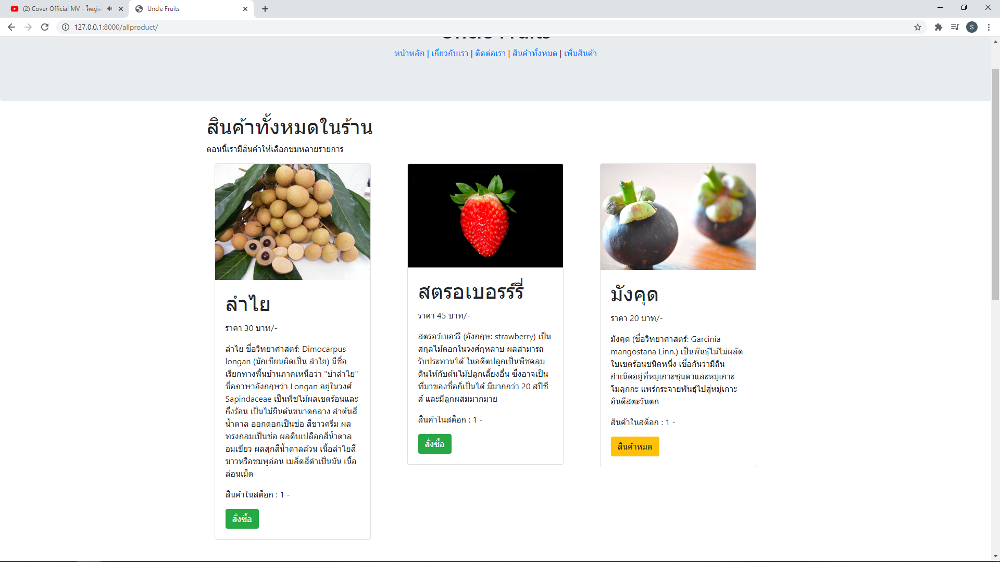 (2) Cover Official MV - ใหญ่แค่
Uncle Fruits
127.0.0.1:8000/allproduct/
S
Uncle Fruits
หน้าหลัก | เกี่ยวกับเรา | ติดต่อเรา | สินค้าทั้งหมด | เพิ่มสินค้า
สินค้าทั้งหมดในร้าน
ตอนนี้เรามีสินค้าให้เลือกชมหลายรายการ
ลำไย
ราคา 30 บาท/-
ลำไย ชื่อวิทยาศาสตร์: Dimocarpus
longan (มักเขียนผิดเป็น ลำใย) มีชื่อ
เรียกทางพื้นบ้านภาคเหนือว่า "บ่าลำไย"
ชื่อภาษาอังกฤษว่า Longan อยู่ในวงศ์
Sapindaceae เป็นพืชไม้ผลเขตร้อนและ
กึ่งร้อน เป็นไม้ยืนต้นขนาดกลาง ลำต้นสี
น้ำตาล ออกดอกเป็นช่อ สีขาวครีม ผล
ทรงกลมเป็นช่อ ผลดิบเปลือกสีน้ำตาล
อมเขียว ผลสุกสีน้ำตาลล้วน เนื้อลำไยสี
ขาวหรือชมพูอ่อน เมล็ดสีดำเป็นมัน เนื้อ
ล่อนเม็ด
สินค้าในสต็อก : 1 -
สั่งซื้อ
สตรอเบอรร์รี่
ราคา 45 บาท/-
สตรอว์เบอร์รี (อังกฤษ: strawberry) เป็น
สกุลไม้ดอกในวงศ์กุหลาบ ผลสามารถ
รับประทานได้ ในอดีตปลูกเป็นพืชคลุม
ดินให้กับต้นไม้ปลูกเลี้ยงอื่น ซึ่งอาจเป็น
ที่มาของชื่อก็เป็นได้ มีมากกว่า 20 สปีชี
ส์ และมีลูกผสมมากมาย
สินค้าในสต็อก : 1 -
สั่งซื้อ
มังคุด
ราคา 20 บาท/-
มังคุด (ชื่อวิทยาศาสตร์: Garcinia
mangostana Linn.) เป็นพันธุ์ไม้ไม่ผลัด
ใบเขตร้อนชนิดหนึ่ง เชื่อกันว่ามีถิ่น
กำเนิดอยู่ที่หมู่เกาะซุนดาและหมู่เกาะ
โมลุกกะ แพร่กระจายพันธุ์ไปสู่หมู่เกาะ
อินดีสตะวันตก
สินค้าในสต็อก : 1 -
สินค้าหมด